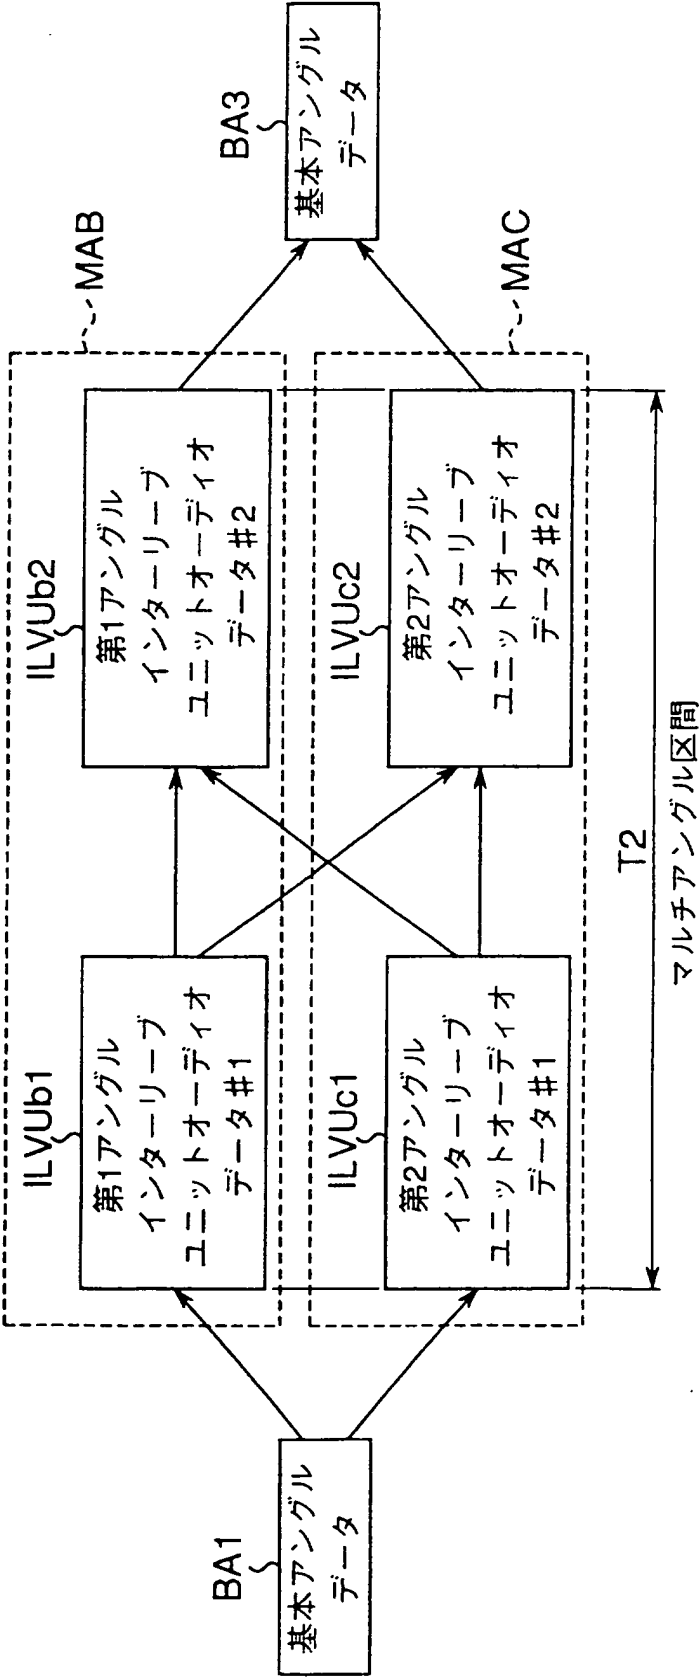 BA1
基本アングル
データ
MAB
ILVUb1
第1アングル
インターリーブ
ユニットオーディオ
データ#1
ILVUb2
第1アングル
インターリーブ
ユニットオーディオ
データ#2
MAC
ILVUc1
第2アングル
インターリーブ
ユニットオーディオ
データ#1
ILVUc2
第2アングル
インターリーブ
ユニットオーディオ
データ#2
BA3
基本アングル
データ
T2
マルチアングル区間